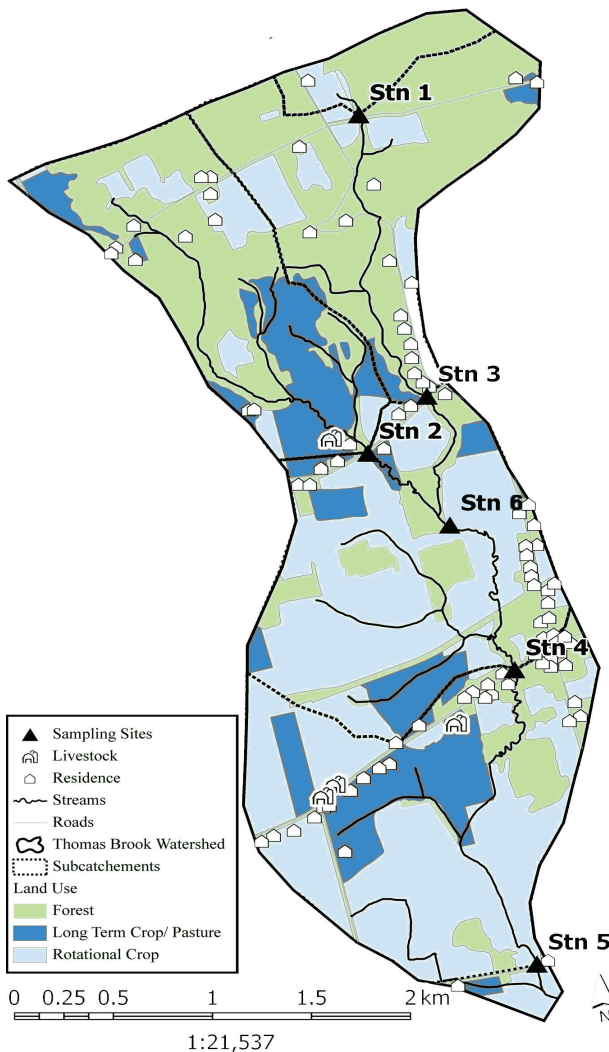 Stn 1
Stn 3
Stn 2
Stn 6
Stn 4
Stn 5
Sampling Sites
Livestock
Residence
Streams
Roads
Thomas Brook Watershed
Subcatchements
Land Use
Forest
Long Term Crop/ Pasture
Rotational Crop
0 0.25 0.5 1 1.5 2 km
1:21,537
N